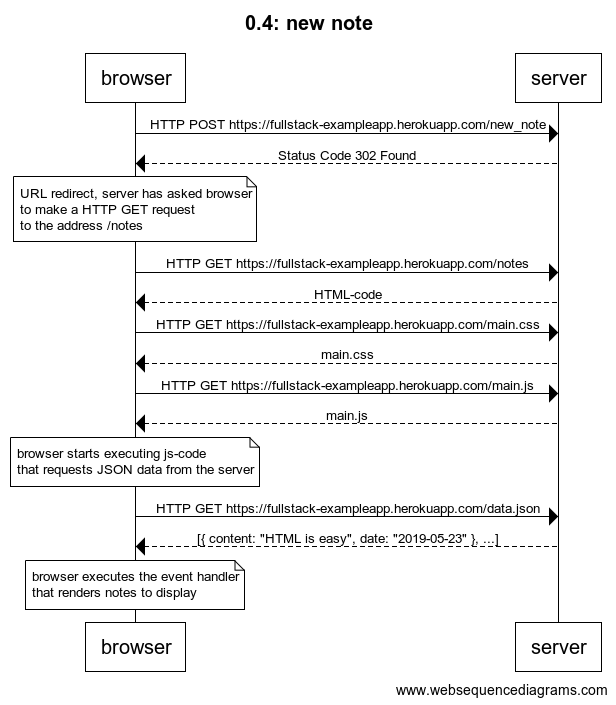 0.4: new note
browser
server
HTTP POST https://fullstack-exampleapp.herokuapp.com/new_note
Status Code 302 Found
URL redirect, server has asked browser
to make a HTTP GET request
to the address /notes
HTTP GET https://fullstack-exampleapp.herokuapp.com/notes
HTML-code
HTTP GET https://fullstack-exampleapp.herokuapp.com/main.css
main.css
HTTP GET https://fullstack-exampleapp.herokuapp.com/main.js
main.js
browser starts executing js-code
that requests JSON data from the server
HTTP GET https://fullstack-exampleapp.herokuapp.com/data.json
[{ content: "HTML is easy", date: "2019-05-23" }, ...]
browser executes the event handler
that renders notes to display
browser
server
www.websequencediagrams.com